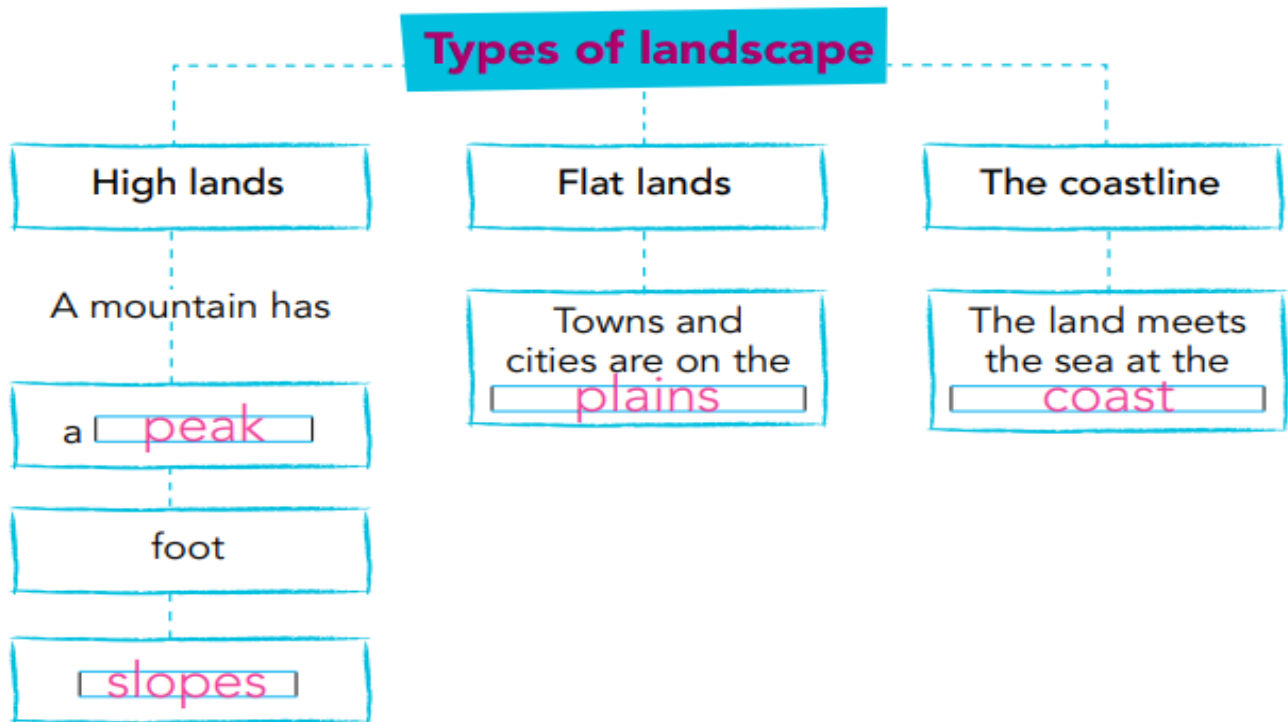 Types of landscape
High lands
A mountain has
a peak
foot
slopes
Flat lands
Towns and
cities are on the
plains
The coastline
The land meets
the sea at the
coast